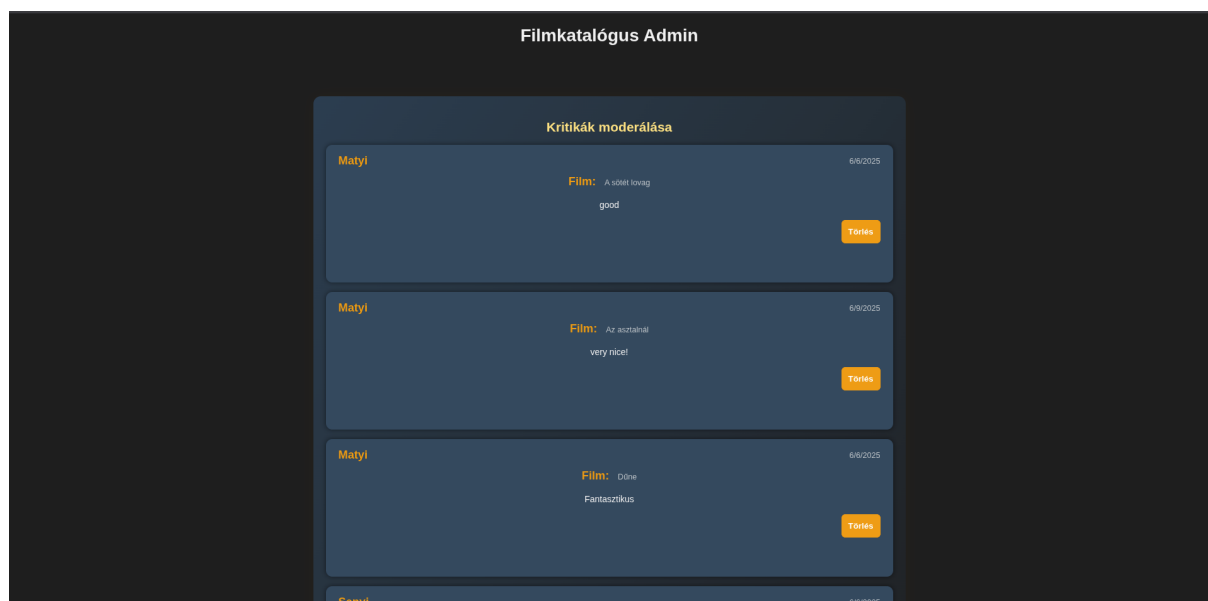 Filmkatalógus Admin
Kritikák moderálása
Matyi 6/6/2025
Film: A sötét lovag
good
Törlés
Matyi 6/9/2025
Film: Az asztalnál
very nice!
Törlés
Matyi 6/6/2025
Film: Dűne
Fantasztikus
Törlés